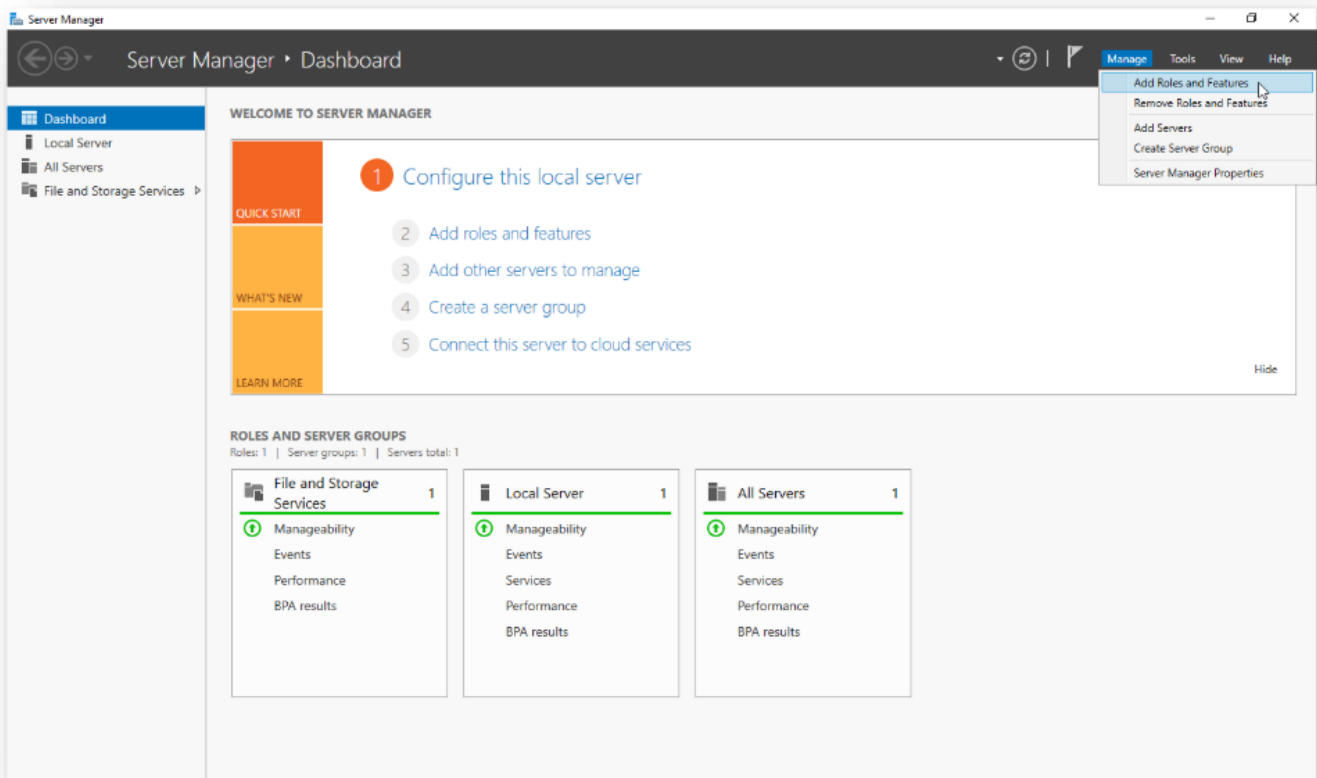 Server Manager
Server Manager ‣ Dashboard
Manage Tools View Help
Add Roles and Features
Remove Roles and Features
Add Servers
Create Server Group
Server Manager Properties
Dashboard
Local Server
All Servers
File and Storage Services
WELCOME TO SERVER MANAGER
QUICK START
WHAT'S NEW
LEARN MORE
1 Configure this local server
2 Add roles and features
3 Add other servers to manage
4 Create a server group
5 Connect this server to cloud services
Hide
ROLES AND SERVER GROUPS
Roles: 1 | Server groups: 1 | Servers total: 1
File and Storage
Services 1
Manageability
Events
Performance
BPA results
Local Server 1
Manageability
Events
Services
Performance
BPA results
All Servers 1
Manageability
Events
Services
Performance
BPA results